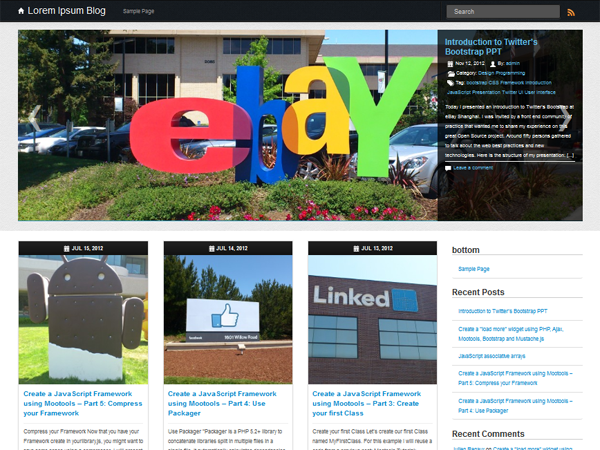 Lorem Ipsum Blog
Sample Page
Search
ebay
Introduction to Twitter's
Bootstrap PPT
Nov 12, 2012 By: admin
Category: Design Programming
Tag: bootstrap CSS Framework Introduction
JavaScript Presentation Twitter UI User Interface
Today I presented an introduction to Twitter's Bootstrap at
eBay Shanghai. I was invited by a front end community of
practice that wanted me to share my experience on this
great Open Source project. Around fifty persons gathered
to talk about the web best practices and new
technologies. Here is the structure of my presentation: [...]
Leave a comment
JUL 15, 2012
JUL 14, 2012
facebook
1601 Willow Road
JUL 13, 2012
Linked
Create a JavaScript Framework
using Mootools – Part 5: Compress
your Framework
Compress your Framework Now that you have your
Framework create in yourlibrary.js, you might want to
Create a JavaScript Framework
using Mootools – Part 4: Use
Packager
Use Packager "Packager is a PHP 5.2+ library to
concatenate libraries split in multiple files in a
Create a JavaScript Framework
using Mootools – Part 3: Create
your first Class
Create your first Class Let's create our first Class
named MyFirstClass. For this example I will reuse a
bottom
Sample Page
Recent Posts
Introduction to Twitter's Bootstrap PPT
Create a "load more" widget using PHP, Ajax,
Mootools, Bootstrap and Mustache.js
JavaScript associative arrays
Create a JavaScript Framework using Mootools –
Part 5: Compress your Framework
Create a JavaScript Framework using Mootools –
Part 4: Use Packager
Recent Comments